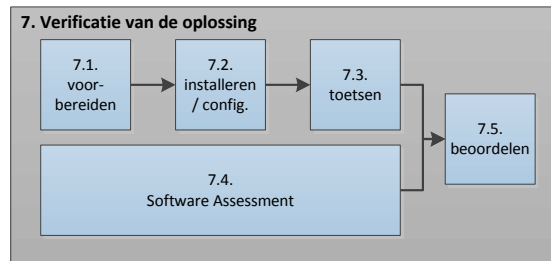 7. Verificatie van de oplossing
7.1.
voor-
bereiden
7.2.
installeren
/ config.
7.3.
toetsen
7.4.
Software Assessment
7.5.
beoordelen